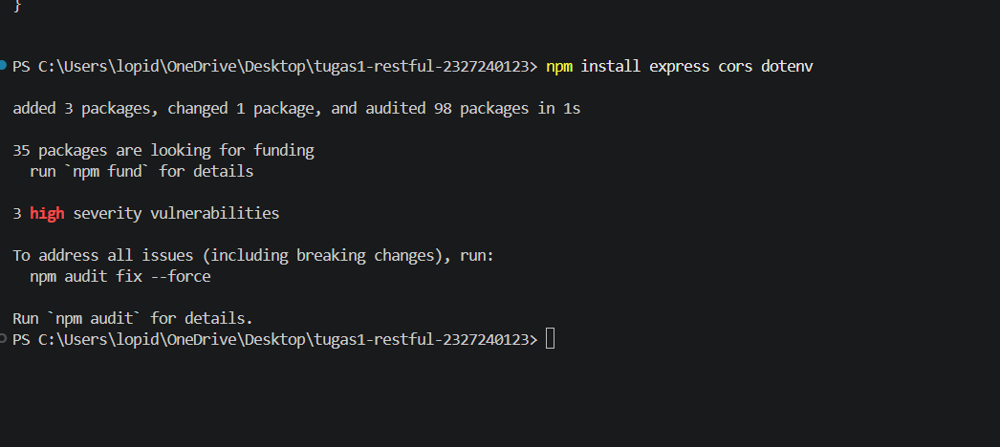 }
PS C:\Users\lopid\OneDrive\Desktop\tugas1-restful-2327240123> npm install express cors dotenv
added 3 packages, changed 1 package, and audited 98 packages in 1s
35 packages are looking for funding
  run `npm fund` for details
3 high severity vulnerabilities
To address all issues (including breaking changes), run:
  npm audit fix --force
Run `npm audit` for details.
PS C:\Users\lopid\OneDrive\Desktop\tugas1-restful-2327240123>